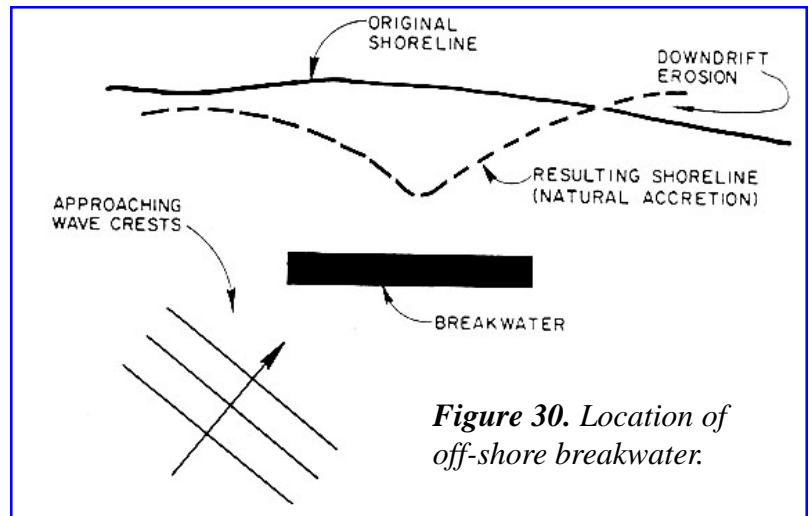 ORIGINAL
SHORELINE
DOWNDRIFT
EROSION
RESULTING SHORELINE
(NATURAL ACCRETION)
APPROACHING
WAVE CRESTS
BREAKWATER
Figure 30. Location of
off-shore breakwater.